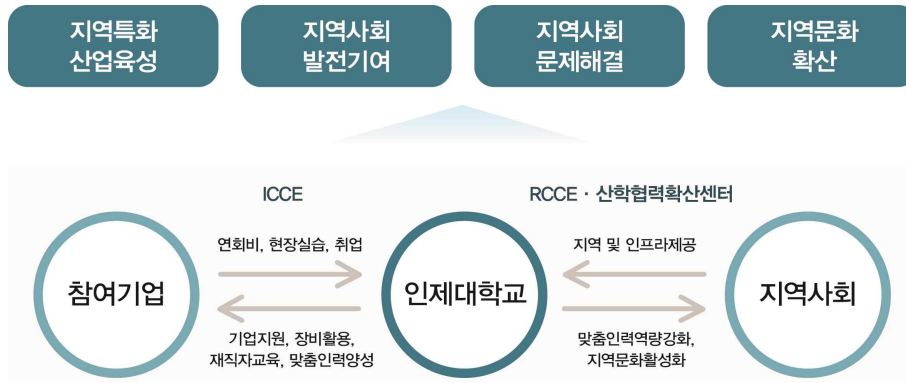 지역특화
산업육성
지역사회
발전기여
지역사회
문제해결
지역문화
확산
ICCE
RCCE · 산학협력확산센터
참여기업
연회비, 현장실습, 취업
기업지원, 장비활용,
재직자교육, 맞춤인력양성
인제대학교
지역 및 인프라제공
맞춤인력역량강화,
지역문화활성화
지역사회